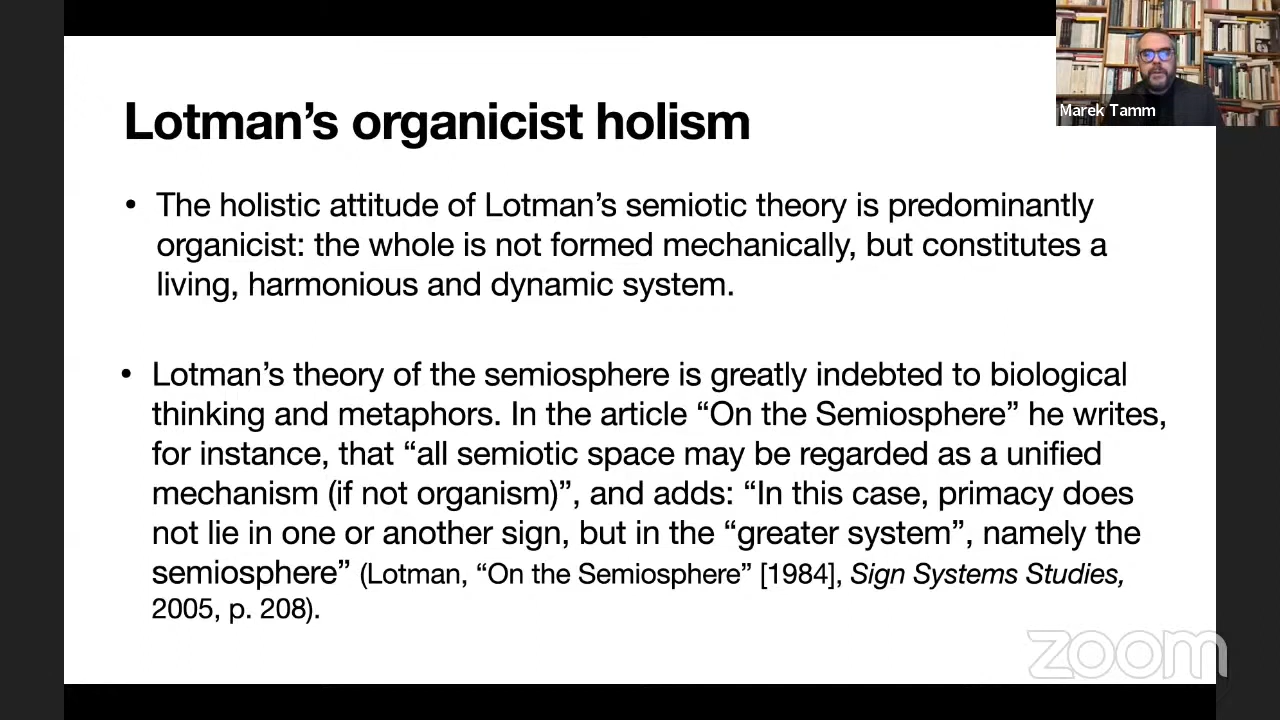 Lotman’s organicist holism
Marek Tamm
• The holistic attitude of Lotman’s semiotic theory is predominantly
organicist: the whole is not formed mechanically, but constitutes a
living, harmonious and dynamic system.
• Lotman’s theory of the semiosphere is greatly indebted to biological
thinking and metaphors. In the article “On the Semiosphere” he writes,
for instance, that “all semiotic space may be regarded as a unified
mechanism (if not organism)”, and adds: “In this case, primacy does
not lie in one or another sign, but in the “greater system”, namely the
semiosphere” (Lotman, “On the Semiosphere” [1984], Sign Systems Studies,
2005, p. 208).
zoom